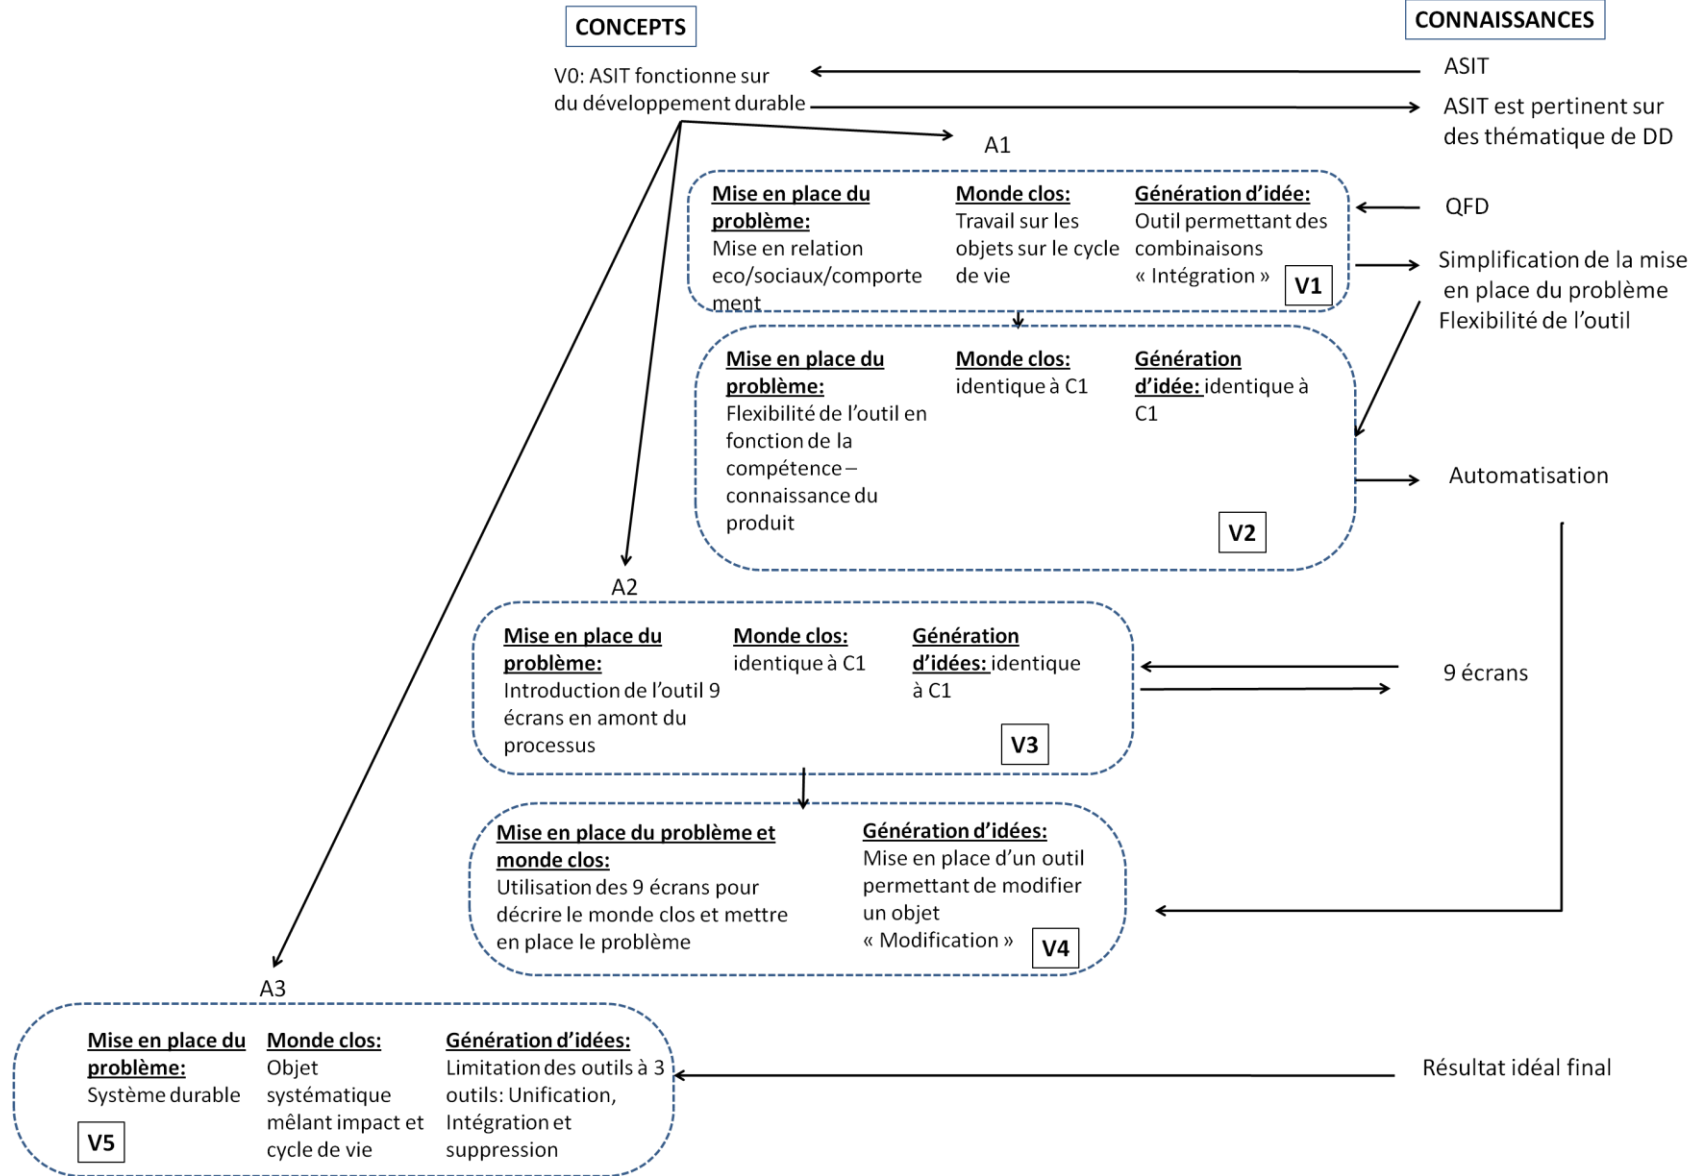 CONCEPTS
CONNAISSANCES
V0: ASIT fonctionne sur
du développement durable
ASIT
ASIT est pertinent sur
des thématique de DD
A1
Mise en place du
problème:
Mise en relation
eco/sociaux/comporte
ment
Monde clos:
Travail sur les
objets sur le cycle
de vie
Génération d’idée:
Outil permettant des
combinaisons
« Intégration »
V1
QFD
Simplification de la mise
en place du problème
Flexibilité de l’outil
Mise en place du
problème:
Flexibilité de l’outil en
fonction de la
compétence –
connaissance du
produit
Monde clos:
identique à C1
Génération
d’idée: identique à
C1
V2
Automatisation
A2
Mise en place du
problème:
Introduction de l’outil 9
écrans en amont du
processus
Monde clos:
identique à C1
Génération
d’idées: identique
à C1
V3
9 écrans
Mise en place du problème et
monde clos:
Utilisation des 9 écrans pour
décrire le monde clos et mettre
en place le problème
Génération d’idées:
Mise en place d’un outil
permettant de modifier
un objet
« Modification »
V4
A3
Mise en place du
problème:
Système durable
V5
Monde clos:
Objet
systématique
mêlant impact et
cycle de vie
Génération d’idées:
Limitation des outils à 3
outils: Unification,
Intégration et
suppression
Résultat idéal final